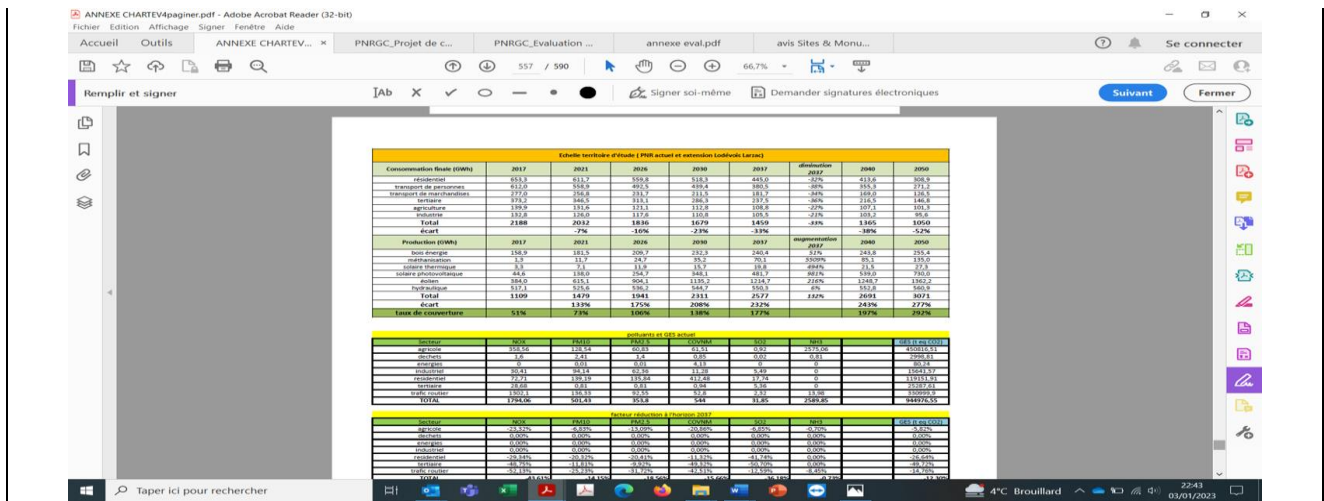 ANNEXE CHARTEV4paginer.pdf - Adobe Acrobat Reader (32-bit)
Fichier Edition Affichage Signer Fenêtre Aide
Accueil Outils ANNEXE CHARTEV... × PNRGC_Projet de c... PNRGC_Evaluation ... annexe eval.pdf avis Sites & Monu... Se connecter
557 / 590 66,7%
Remplir et signer IAb Signer soi-même Demander signatures électroniques Suivant Fermer
Echelle territoire d'étude ( PNR actuel et extension Lodévois Larzac)
Consommation finale (GWh) 2017 2021 2026 2030 2037 diminution 2037 2040 2050
résidentiel 653,3 611,7 559,8 518,3 445,0 -32% 413,6 308,9
transport de personnes 612,0 558,9 492,5 439,4 380,5 -38% 355,3 271,2
transport de marchandises 277,0 256,8 231,7 211,5 181,7 -34% 169,0 126,5
tertiaire 373,2 346,5 313,1 286,3 237,5 -36% 216,5 146,8
agriculture 139,9 131,6 121,1 112,8 108,8 -22% 107,1 101,3
industrie 132,8 126,0 117,6 110,8 105,5 -21% 103,2 95,6
Total 2188 2032 1836 1679 1459 -33% 1365 1050
écart -7% -16% -23% -33% -38% -52%
Production (GWh) 2017 2021 2026 2030 2037 augmentation 2037 2040 2050
bois énergie 158,9 181,5 209,7 232,3 240,4 51% 243,8 255,4
méthanisation 1,3 11,7 24,7 35,2 70,1 5309% 85,1 135,0
solaire thermique 3,3 7,1 11,9 15,7 19,8 494% 21,5 27,3
solaire photovoltaïque 44,6 138,0 254,7 348,1 481,7 981% 539,0 730,0
éolien 384,0 615,1 904,1 1135,2 1214,7 216% 1248,7 1362,2
hydraulique 517,1 525,6 536,2 544,7 550,3 6% 552,8 560,9
Total 1109 1479 1941 2311 2577 132% 2691 3071
écart 133% 175% 208% 232% 243% 277%
taux de couverture 51% 73% 106% 138% 177% 197% 292%
polluants et GES actuel
Secteur NOX PM10 PM2.5 COVNM SO2 NH3 GES (t eq CO2)
agricole 358,56 128,54 60,83 61,51 0,92 2575,06 450816,51
dechets 1,6 2,41 1,4 0,85 0,02 0,81 2998,81
energies 0 0,01 0,01 4,13 0 0 80,24
industriel 30,41 94,14 62,36 11,28 5,49 0 15641,57
residentiel 72,71 139,19 135,84 412,48 17,74 0 119151,91
tertiaire 28,68 0,81 0,81 0,94 5,36 0 25287,61
trafic routier 1302,1 136,33 92,55 52,8 2,32 13,98 330999,9
TOTAL 1794,06 501,43 353,8 544 31,85 2589,85 944976,55
facteur réduction à l'horizon 2037
Secteur NOX PM10 PM2.5 COVNM SO2 NH3 GES (t eq CO2)
agricole -23,32% -6,83% -13,09% -20,86% -6,85% -0,70% -5,82%
dechets 0,00% 0,00% 0,00% 0,00% 0,00% 0,00% 0,00%
energies 0,00% 0,00% 0,00% 0,00% 0,00% 0,00% 0,00%
industriel 0,00% 0,00% 0,00% 0,00% 0,00% 0,00% 0,00%
residentiel -29,34% -20,32% -20,41% -11,32% -41,74% 0,00% -26,64%
tertiaire -48,75% -11,81% -9,92% -49,32% -50,70% 0,00% -49,72%
trafic routier -52,13% -25,23% -31,72% -42,51% -12,59% -8,45% -14,76%
TOTAL -43,61% -14,15% -18,56% -15,66% -36,18% -0,73% -12,30%
Taper ici pour rechercher 4°C Brouillard 22:43
03/01/2023